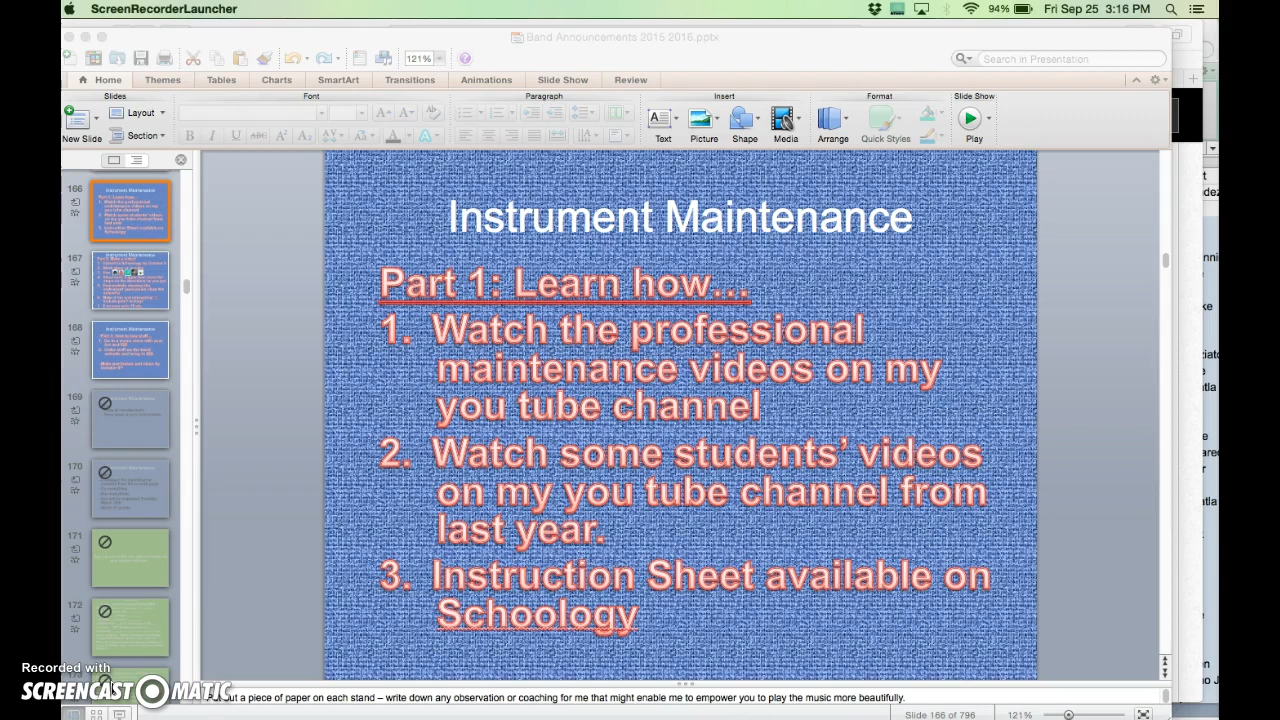 ScreenRecorderLauncher
94%
Fri Sep 25 3:16 PM
Band Announcements 2015 2016.pptx
121%
Search in Presentation
Home
Themes
Tables
Charts
SmartArt
Transitions
Animations
Slide Show
Review
Slides
Font
Paragraph
Insert
Format
Slide Show
New Slide
Layout
Section
B
I
U
ABC
Text
Picture
Shape
Media
Arrange
Quick Styles
Play
166
167
168
169
170
171
172
Instrument Maintenance
Part 1: Learn how…
1. Watch the professional
maintenance videos on my
you tube channel
2. Watch some students’ videos
on my you tube channel from
last year.
3. Instruction Sheet available on
Schoology
Recorded with
SCREENCAST MATIC
out a piece of paper on each stand – write down any observation or coaching for me that might enable me to empower you to play the music more beautifully.
Slide 166 of 796
121%